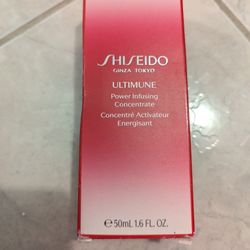 SHISEIDO
GINZA TOKYO
ULTIMUNE
Power Infusing
Concentrate
Concentré Activateur
Energisant
℮ 50mL 1.6 FL. OZ.